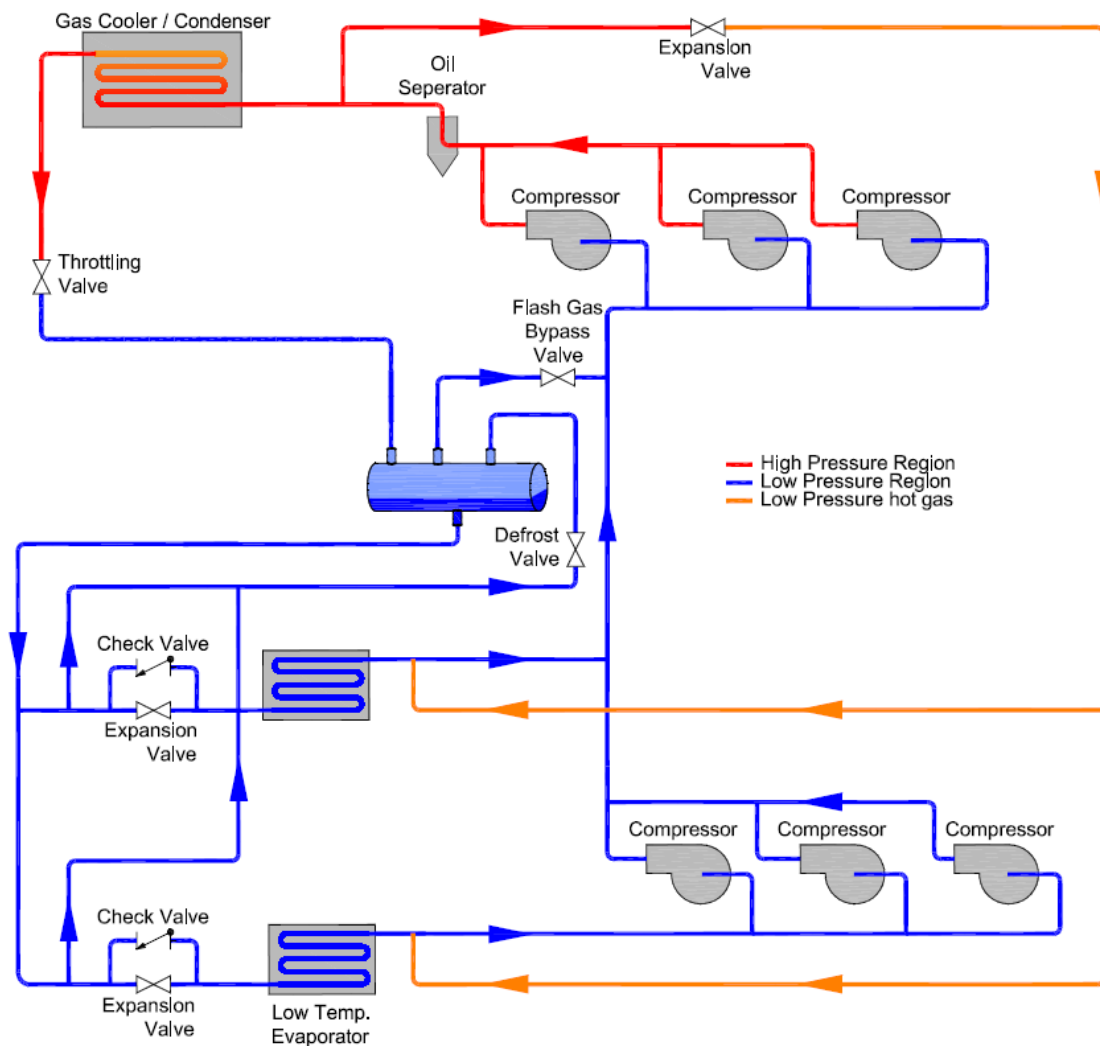 Gas Cooler / Condenser
Expansion
Valve
Oil
Seperator
Compressor
Compressor
Compressor
Throttling
Valve
Flash Gas
Bypass
Valve
High Pressure Region
Low Pressure Region
Low Pressure hot gas
Defrost
Valve
Check Valve
Expansion
Valve
Compressor
Compressor
Compressor
Check Valve
Expansion
Valve
Low Temp.
Evaporator